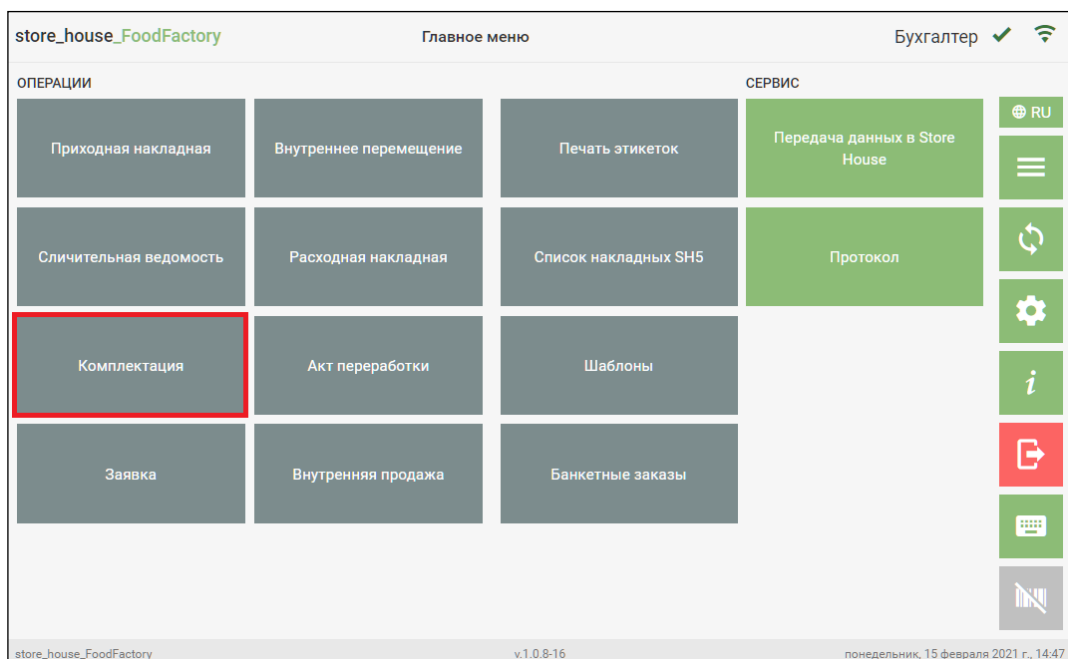 store_house_FoodFactory
Главное меню
Бухгалтер
ОПЕРАЦИИ
СЕРВИС
RU
Приходная накладная
Внутреннее перемещение
Печать этикеток
Передача данных в Store
House
Сличительная ведомость
Расходная накладная
Список накладных SH5
Протокол
Комплектация
Акт переработки
Шаблоны
i
Заявка
Внутренняя продажа
Банкетные заказы
store_house_FoodFactory
v.1.0.8-16
понедельник, 15 февраля 2021 г., 14:47